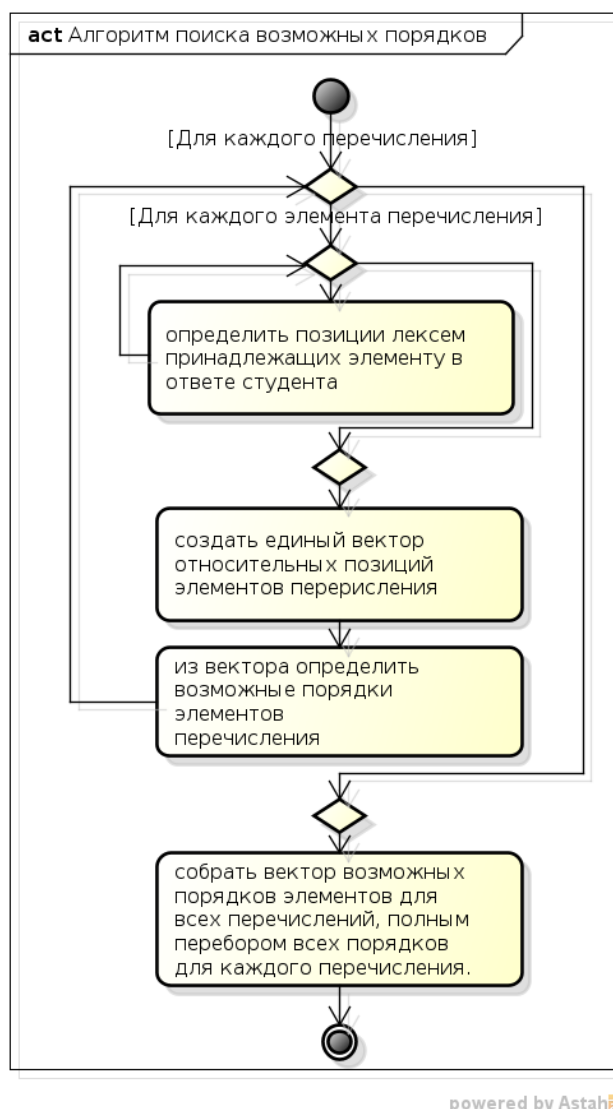 act Алгоритм поиска возможных порядков
[Для каждого перечисления]
[Для каждого элемента перечисления]
определить позиции лексем
принадлежащих элементу в
ответе студента
создать единый вектор
относительных позиций
элементов перерисления
из вектора определить
возможные порядки
элементов
перечисления
собрать вектор возможных
порядков элементов для
всех перечислений, полным
перебором всех порядков
для каждого перечисления.
powered by Astah